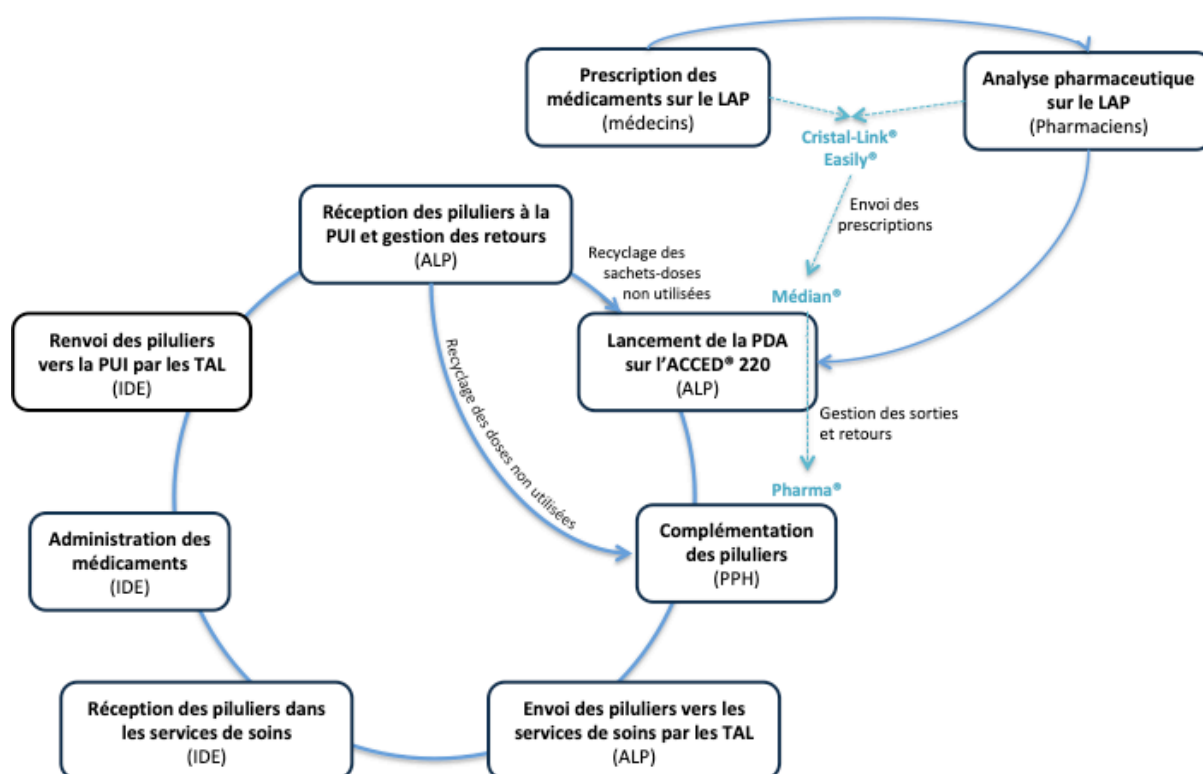 Prescription des
médicaments sur le LAP
(médecins)
Analyse pharmaceutique
sur le LAP
(Pharmaciens)
Cristal-Link®
Easily®
Envoi des
prescriptions
Réception des piluliers à la
PUI et gestion des retours
(ALP)
Recyclage des
sachets-doses
non utilisées
Médian®
Renvoi des piluliers
vers la PUI par les TAL
(IDE)
Lancement de la PDA
sur l'ACCED® 220
(ALP)
Recyclage des doses non utilisées
Gestion des sorties
et retours
Pharma®
Administration des
médicaments
(IDE)
Complémentation
des piluliers
(PPH)
Réception des piluliers dans
les services de soins
(IDE)
Envoi des piluliers vers les
services de soins par les TAL
(ALP)